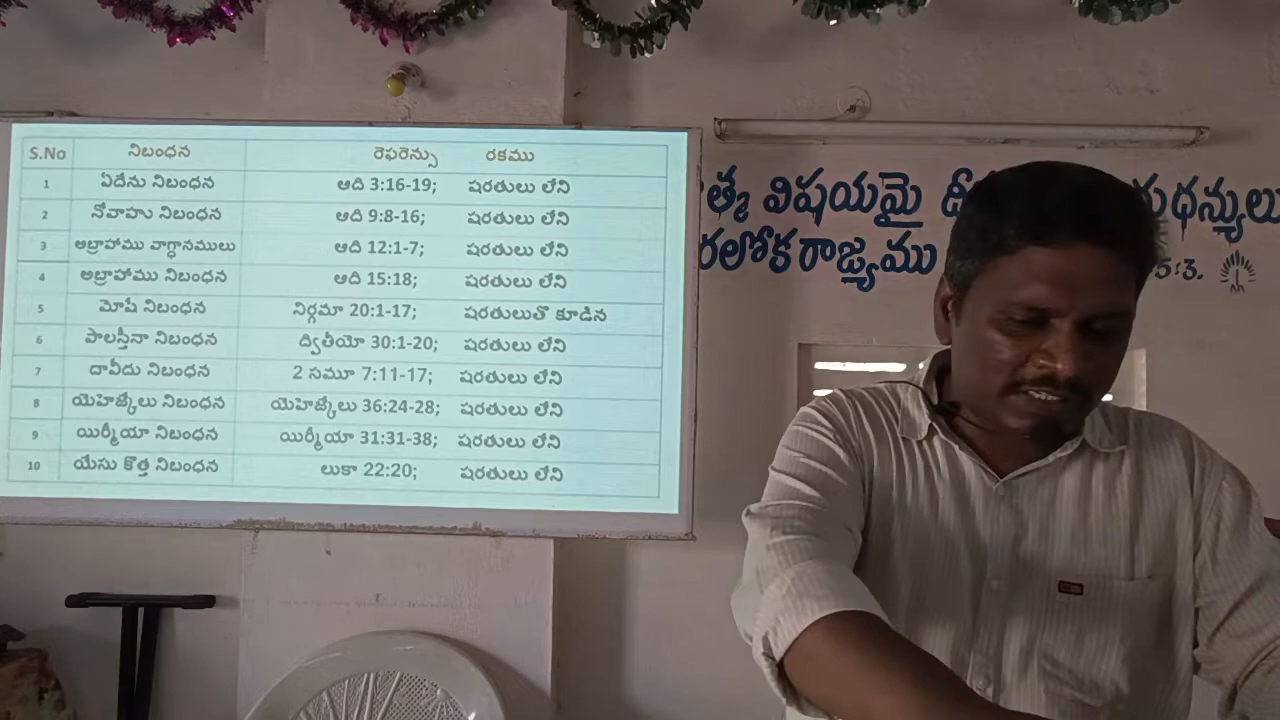 S.No నిబంధన రెఫరెన్సు రకము
1 ఏదేను నిబంధన ఆది 3:16-19; షరతులు లేని
2 నోవాహు నిబంధన ఆది 9:8-16; షరతులు లేని
3 అబ్రాహాము వాగ్ధానములు ఆది 12:1-7; షరతులు లేని
4 అబ్రాహాము నిబంధన ఆది 15:18; షరతులు లేని
5 మోషే నిబంధన నిర్గమా 20:1-17; షరతులుతొ కూడిన
6 పాలస్తీనా నిబంధన ద్వితీయో 30:1-20; షరతులు లేని
7 దావీదు నిబంధన 2 సమూ 7:11-17; షరతులు లేని
8 యెహెజ్కేలు నిబంధన యెహెజ్కేలు 36:24-28; షరతులు లేని
9 యిర్మీయా నిబంధన యిర్మీయా 31:31-38; షరతులు లేని
10 యేసు కొత్త నిబంధన లుకా 22:20; షరతులు లేని
విషయమై
రాజ్యము